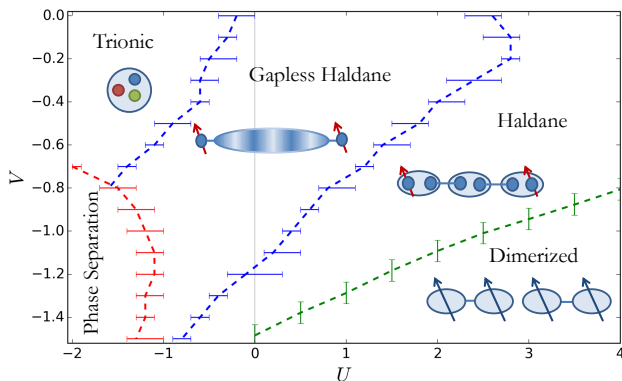 0.0
−0.2
−0.4
−0.6
−0.8
−1.0
−1.2
−1.4
V
Trionic
Gapless Haldane
Haldane
Phase Separation
Dimerized
−2 −1 0 1 2 3 4
U